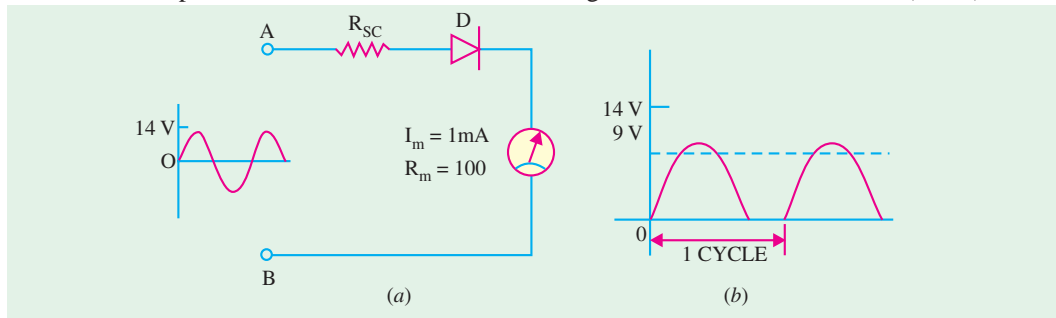 A
R_SC
D
14 V
O
I_m = 1mA
R_m = 100
B
(a)
14 V
9 V
0
1 CYCLE
(b)